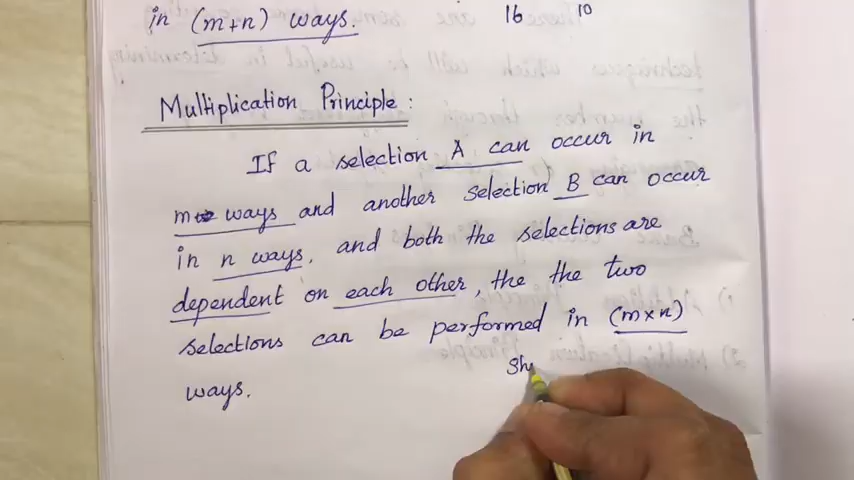 in (m+n) ways.
16 10
Multiplication Principle :
If a selection A can occur in
m ways and another selection B can occur
in n ways, and both the selections are
dependent on each other, the the two
selections can be performed in (m×n)
ways.
Sh